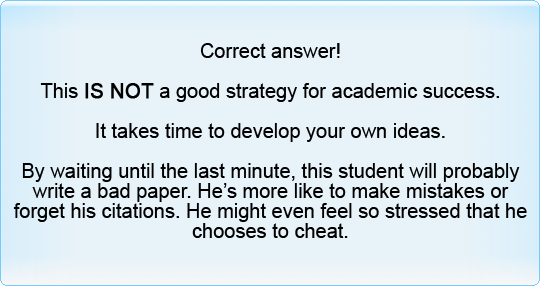 Correct answer!
This IS NOT a good strategy for academic success.
It takes time to develop your own ideas.
By waiting until the last minute, this student will probably
write a bad paper. He's more like to make mistakes or
forget his citations. He might even feel so stressed that he
chooses to cheat.